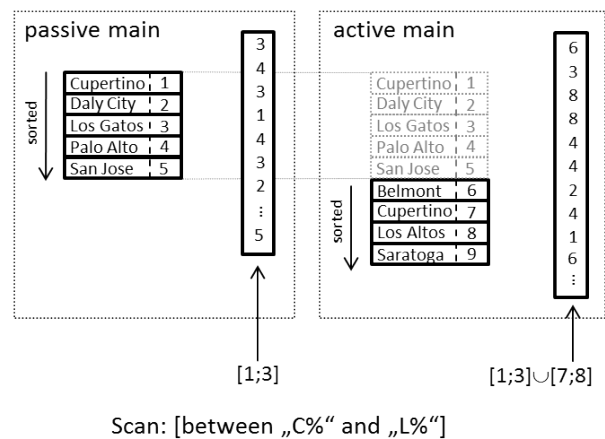 passive main
sorted
Cupertino 1
Daly City 2
Los Gatos 3
Palo Alto 4
San Jose 5
3
4
3
1
4
3
2
...
5
[1;3]
active main
Cupertino 1
Daly City 2
Los Gatos 3
Palo Alto 4
San Jose 5
sorted
Belmont 6
Cupertino 7
Los Altos 8
Saratoga 9
6
3
8
8
4
4
2
4
1
6
...
[1;3]∪[7;8]
Scan: [between „C%“ and „L%“]